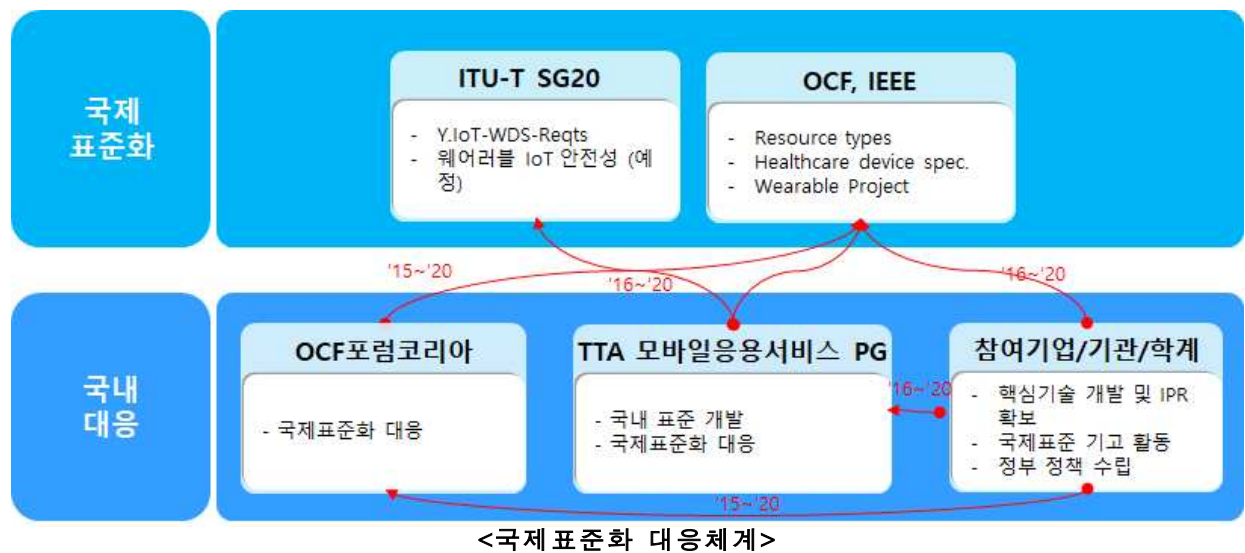 국제
표준화
ITU-T SG20
- Y.IoT-WDS-Reqts
- 웨어러블 IoT 안전성 (예
정)
OCF, IEEE
- Resource types
- Healthcare device spec.
- Wearable Project
'15~'20
'16~'20
'16~'20
국내
대응
OCF포럼코리아
- 국제표준화 대응
TTA 모바일응용서비스 PG
- 국내 표준 개발
- 국제표준화 대응
'16~'20
참여기업/기관/학계
- 핵심기술 개발 및 IPR
확보
- 국제표준 기고 활동
- 정부 정책 수립
'15~'20
<국제표준화 대응체계>